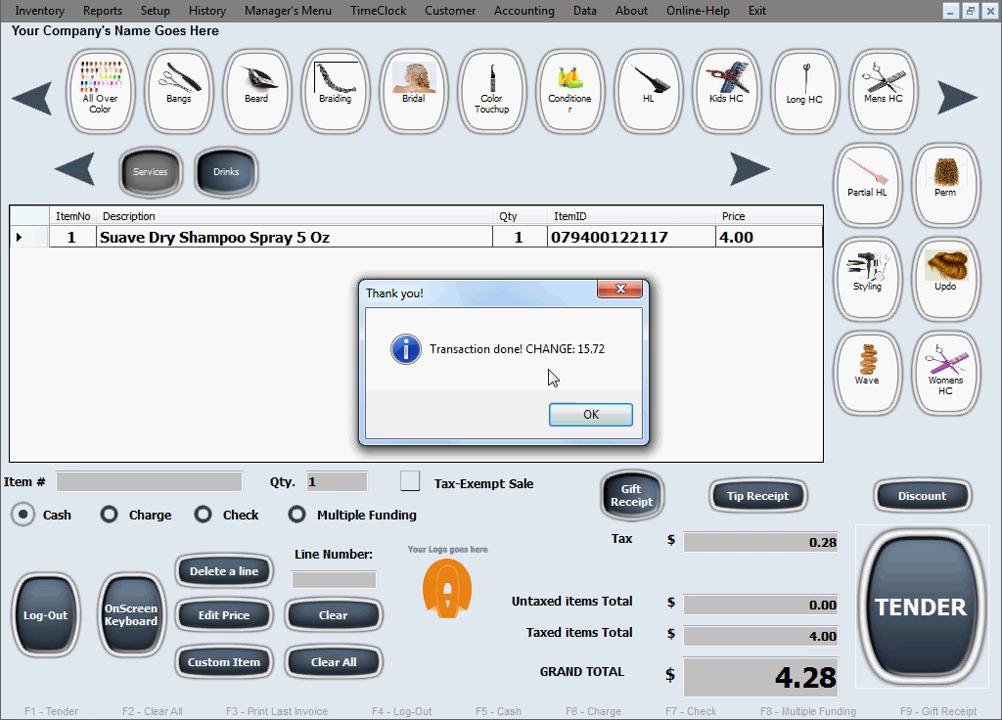 Inventory Reports Setup History Manager's Menu TimeClock Customer Accounting Data About Online-Help Exit
Your Company's Name Goes Here
All Over
Color
Bangs
Beard
Braiding
Bridal
Color
Touchup
Conditione
r
HL
Kids HC
Long HC
Mens HC
Services
Drinks
Partial HL
Perm
Styling
Updo
Wave
Womens
HC
ItemNo Description Qty ItemID Price
1 Suave Dry Shampoo Spray 5 Oz 1 079400122117 4.00
Thank you!
Transaction done! CHANGE: 15.72
OK
Item # Qty. 1 Tax-Exempt Sale
Gift
Receipt
Tip Receipt
Discount
Cash Charge Check Multiple Funding
Log-Out
OnScreen
Keyboard
Delete a line
Edit Price
Custom Item
Line Number:
Clear
Clear All
Your Logo goes here
Tax $ 0.28
Untaxed items Total $ 0.00
Taxed items Total $ 4.00
GRAND TOTAL $ 4.28
TENDER
F1 - Tender F2 - Clear All F3 - Print Last Invoice F4 - Log-Out F5 - Cash F6 - Charge F7 - Check F8 - Multiple Funding F9 - Gift Receipt